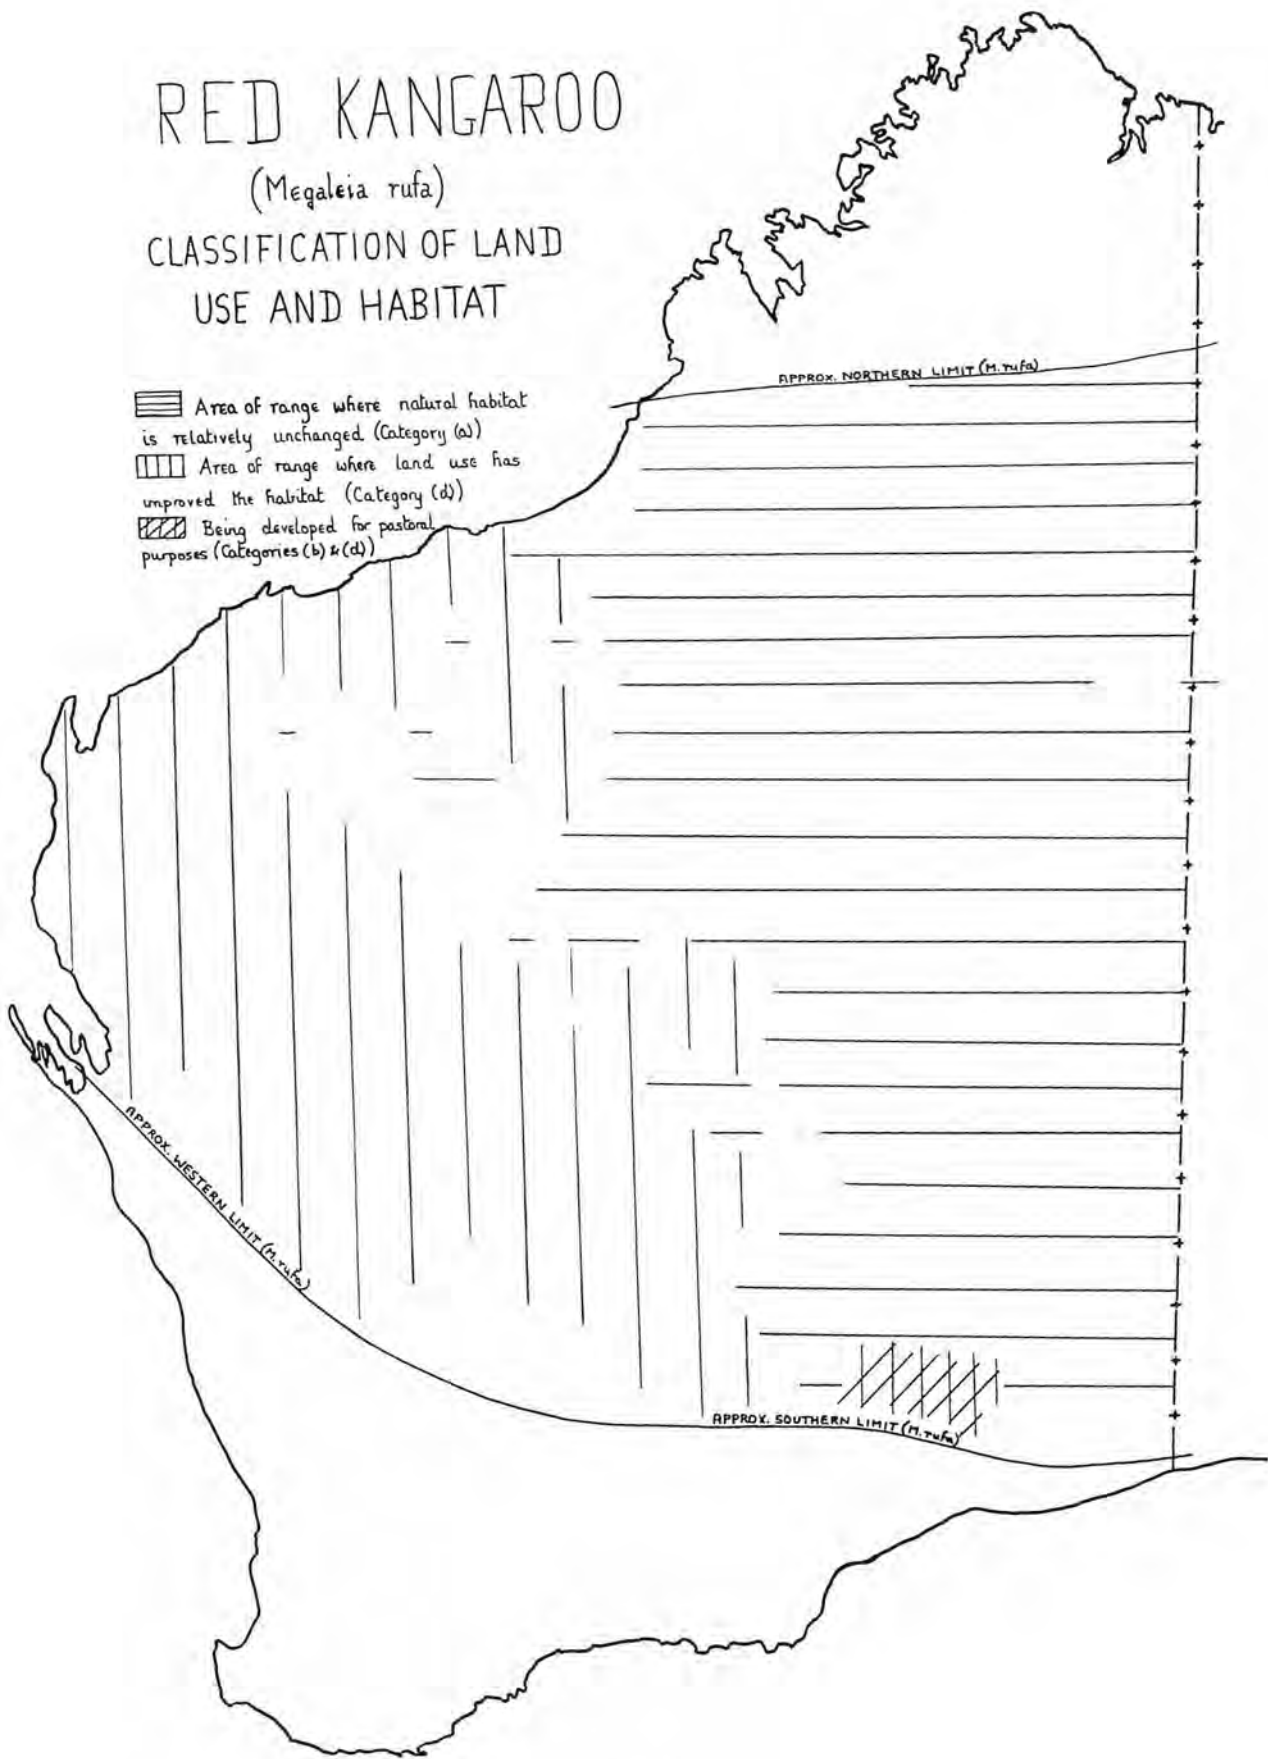 RED KANGAROO
(Megaleia rufa)
CLASSIFICATION OF LAND
USE AND HABITAT
Area of range where natural habitat
is relatively unchanged (Category (a))
Area of range where land use has
improved the habitat (Category (d))
Being developed for pastoral
purposes (Categories (b) & (d))
APPROX. NORTHERN LIMIT (M. rufa)
APPROX. WESTERN LIMIT (M. rufa)
APPROX. SOUTHERN LIMIT (M. rufa)